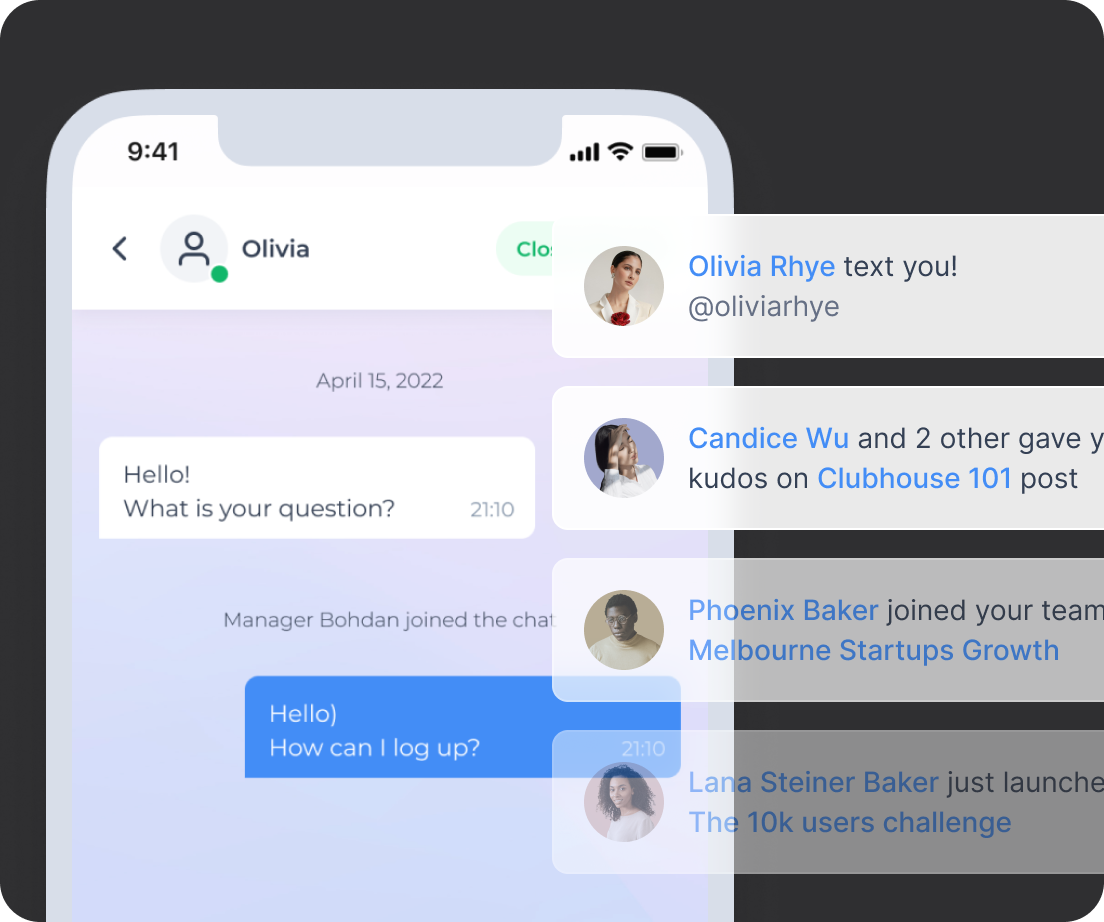 9:41
Olivia
Olivia Rhye text you!
@oliviarhye
April 15, 2022
Candice Wu and 2 other gave
kudos on Clubhouse 101 post
Hello!
What is your question?
21:10
Manager Bohdan joined the chat
Phoenix Baker joined your team
Melbourne Startups Growth
Hello)
How can I log up?
21:10
Lana Steiner Baker just
The 10k users challenge